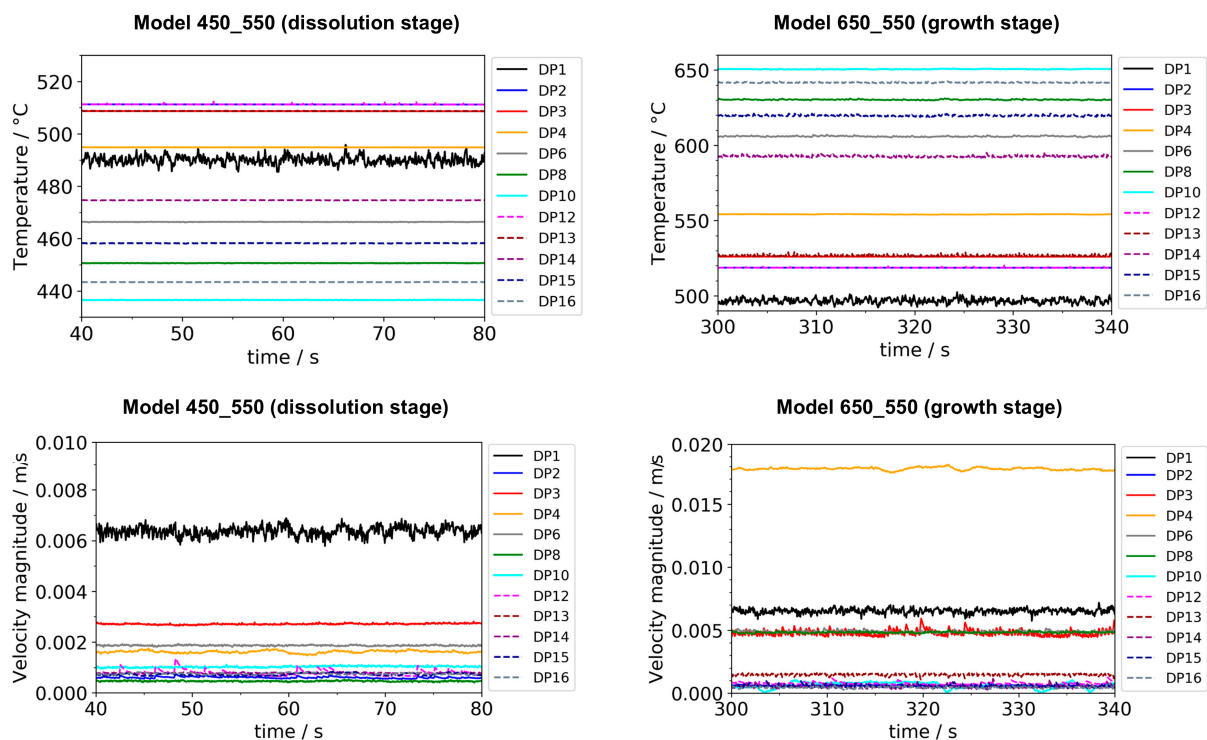 Model 450_550 (dissolution stage)
Temperature / °C
520
500
480
460
440
40
50
60
70
80
time / s
DP1
DP2
DP3
DP4
DP6
DP8
DP10
DP12
DP13
DP14
DP15
DP16
Model 650_550 (growth stage)
Temperature / °C
650
600
550
500
300
310
320
330
340
time / s
DP1
DP2
DP3
DP4
DP6
DP8
DP10
DP12
DP13
DP14
DP15
DP16
Model 450_550 (dissolution stage)
Velocity magnitude / m/s
0.010
0.008
0.006
0.004
0.002
0.000
40
50
60
70
80
time / s
DP1
DP2
DP3
DP4
DP6
DP8
DP10
DP12
DP13
DP14
DP15
DP16
Model 650_550 (growth stage)
Velocity magnitude / m/s
0.020
0.015
0.010
0.005
0.000
300
310
320
330
340
time / s
DP1
DP2
DP3
DP4
DP6
DP8
DP10
DP12
DP13
DP14
DP15
DP16